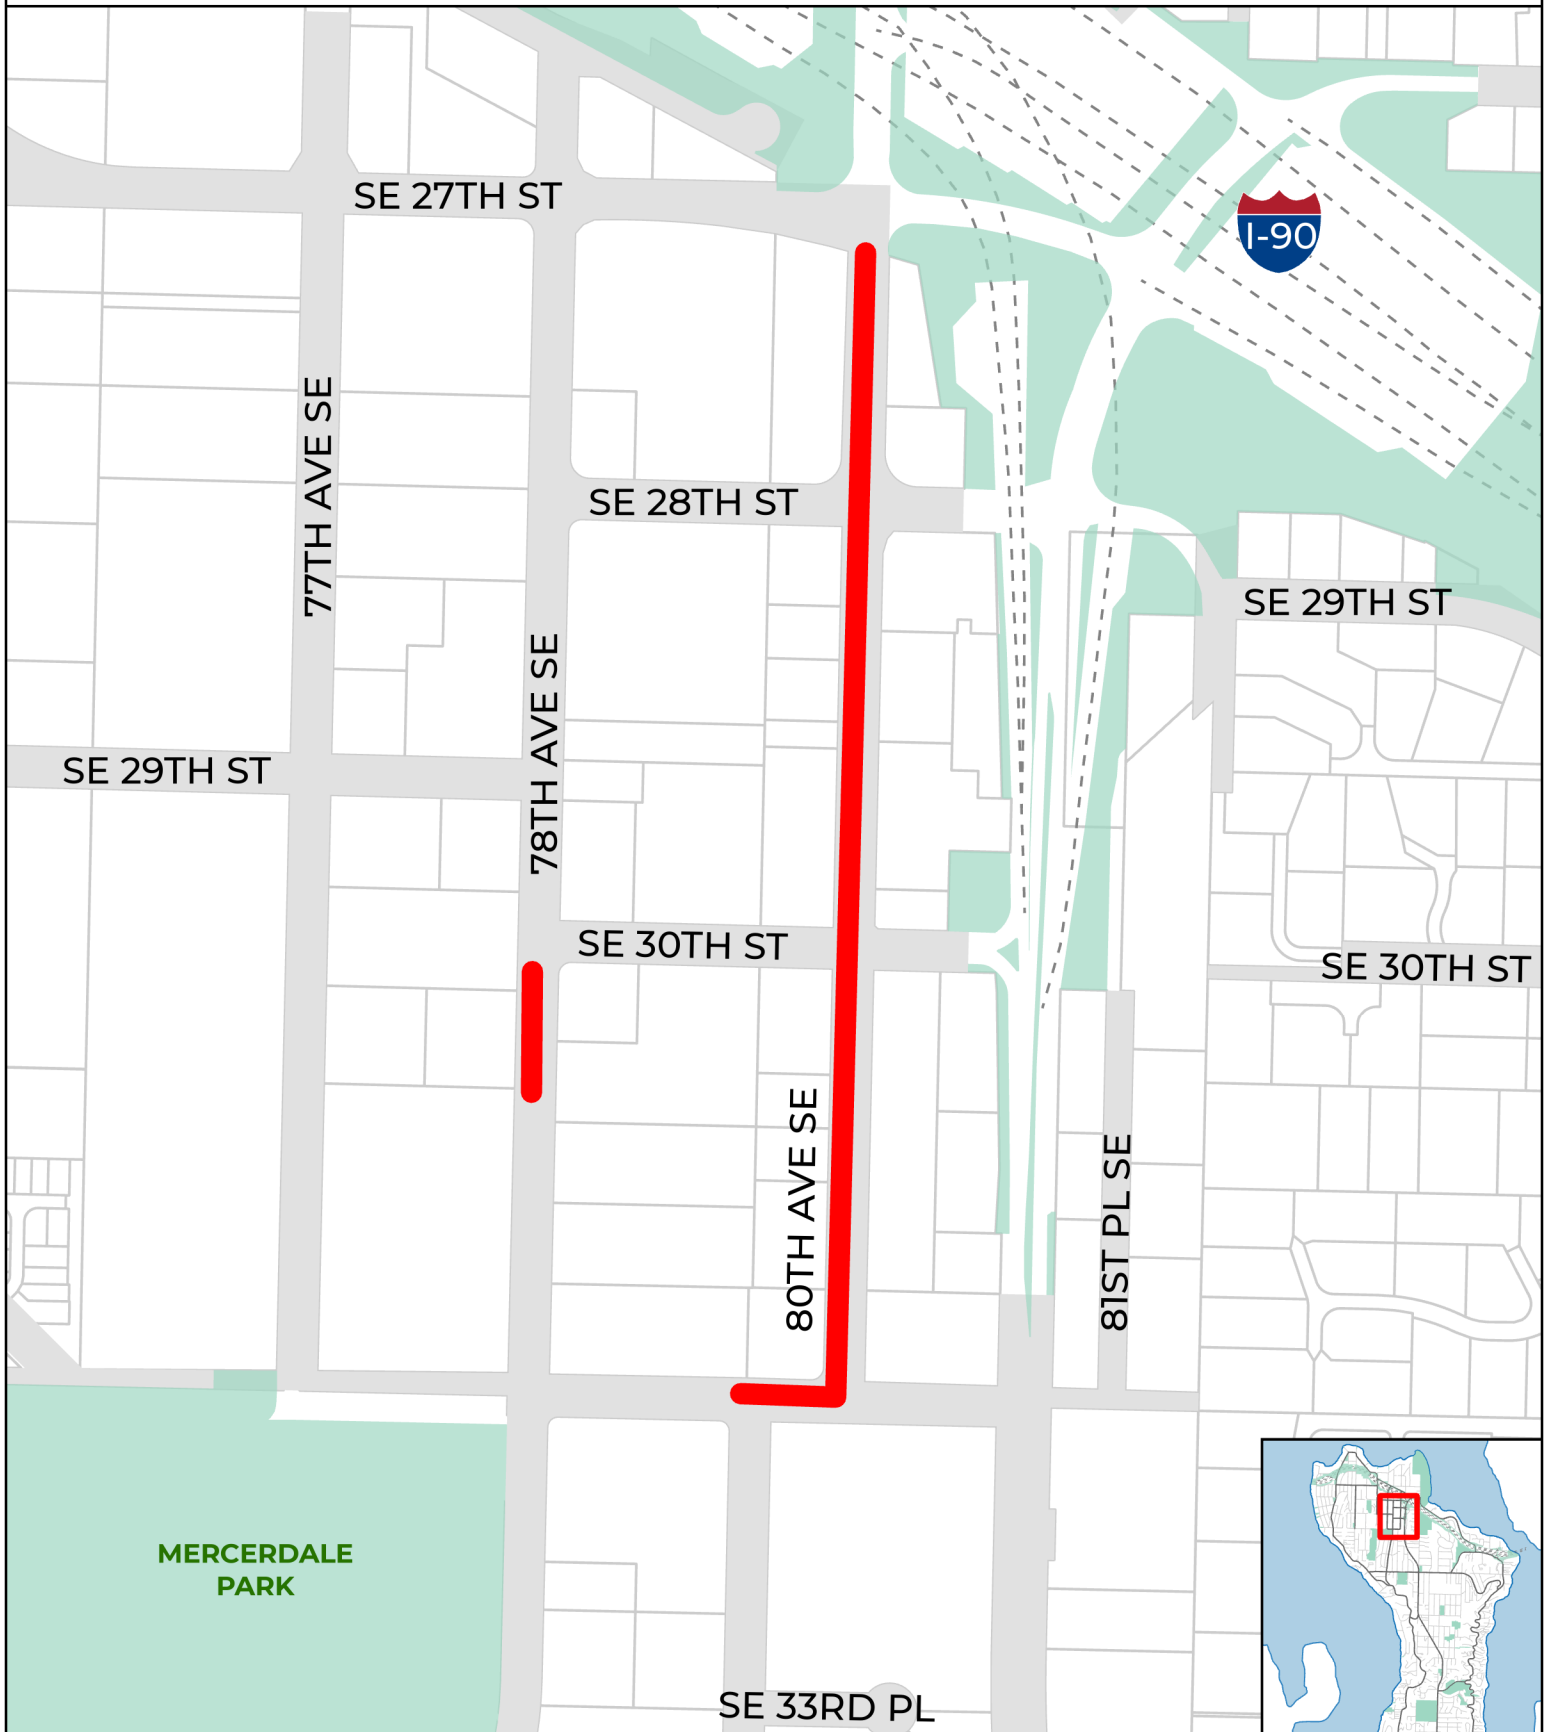 SE 27TH ST
I-90
77TH AVE SE
SE 28TH ST
SE 29TH ST
78TH AVE SE
SE 29TH ST
SE 30TH ST
SE 30TH ST
80TH AVE SE
81ST PL SE
MERCERDALE
PARK
SE 33RD PL